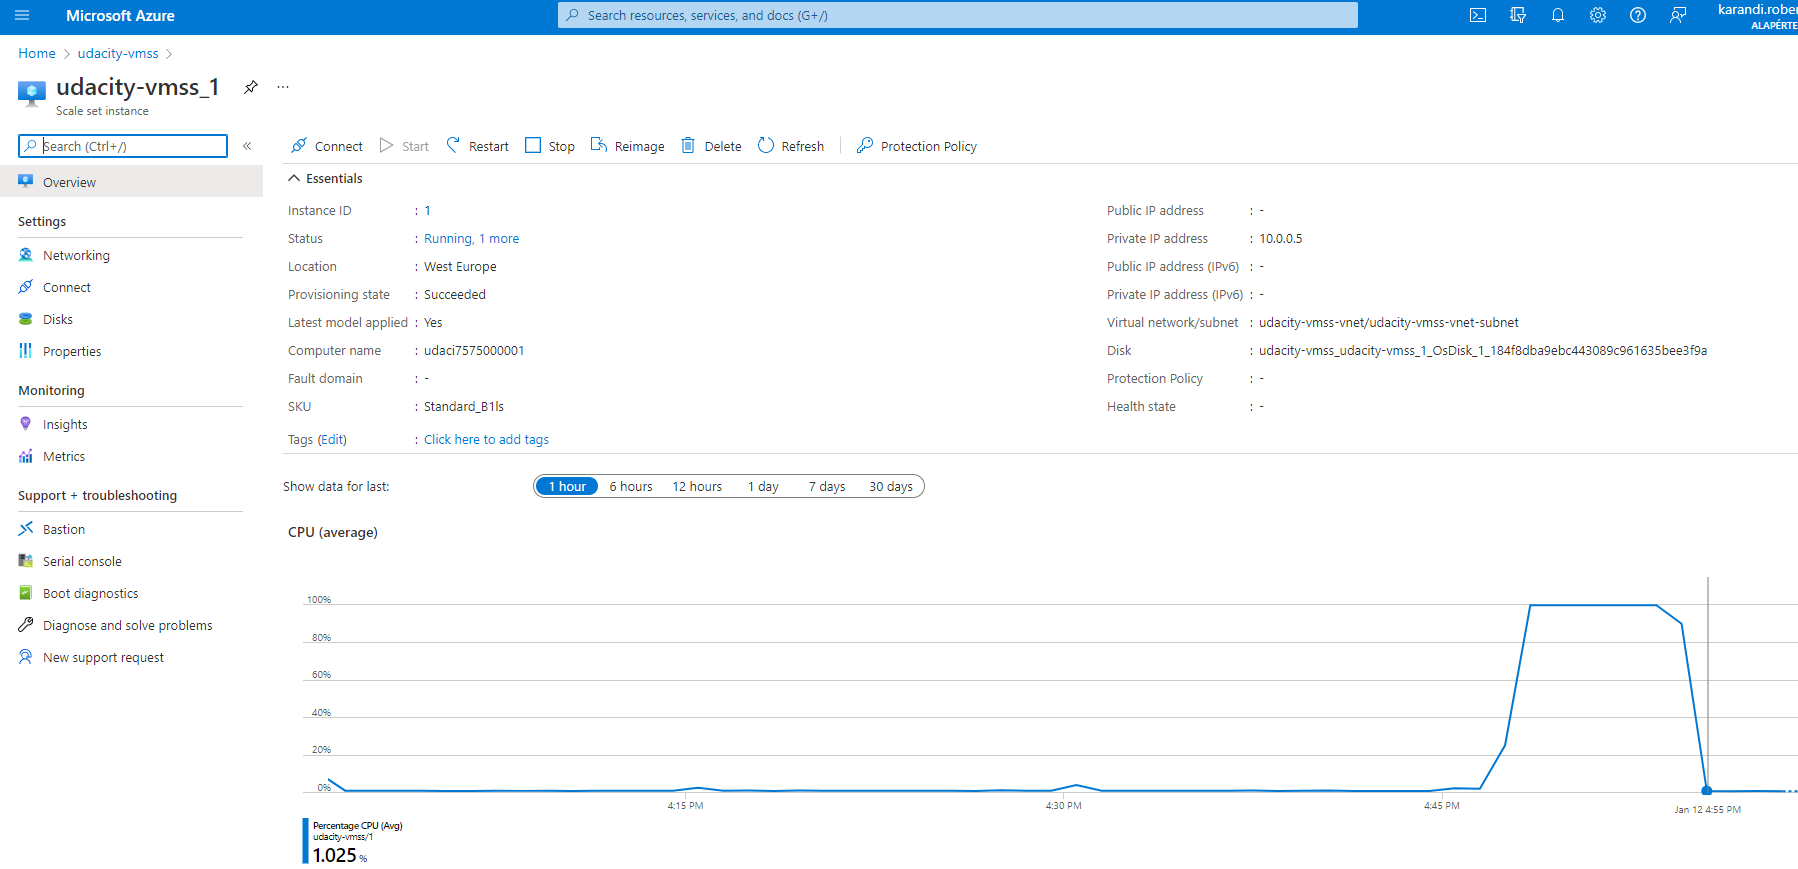 Microsoft Azure
Search resources, services, and docs (G+/)
karandi.rober
ALAPÉRTE
Home > udacity-vmss >
udacity-vmss_1
Scale set instance
Search (Ctrl+/)
Overview
Settings
Networking
Connect
Disks
Properties
Monitoring
Insights
Metrics
Support + troubleshooting
Bastion
Serial console
Boot diagnostics
Diagnose and solve problems
New support request
Connect Start Restart Stop Reimage Delete Refresh Protection Policy
Essentials
Instance ID : 1
Status : Running, 1 more
Location : West Europe
Provisioning state : Succeeded
Latest model applied : Yes
Computer name : udaci7575000001
Fault domain : -
SKU : Standard_B1ls
Tags (Edit) : Click here to add tags
Public IP address : -
Private IP address : 10.0.0.5
Public IP address (IPv6) : -
Private IP address (IPv6) : -
Virtual network/subnet : udacity-vmss-vnet/udacity-vmss-vnet-subnet
Disk : udacity-vmss_udacity-vmss_1_OsDisk_1_184f8dba9ebc443089c961635bee3f9a
Protection Policy : -
Health state : -
Show data for last: 1 hour 6 hours 12 hours 1 day 7 days 30 days
CPU (average)
100%
80%
60%
40%
20%
0%
4:15 PM 4:30 PM 4:45 PM Jan 12 4:55 PM
Percentage CPU (Avg)
udacity-vmss/1
1.025 %